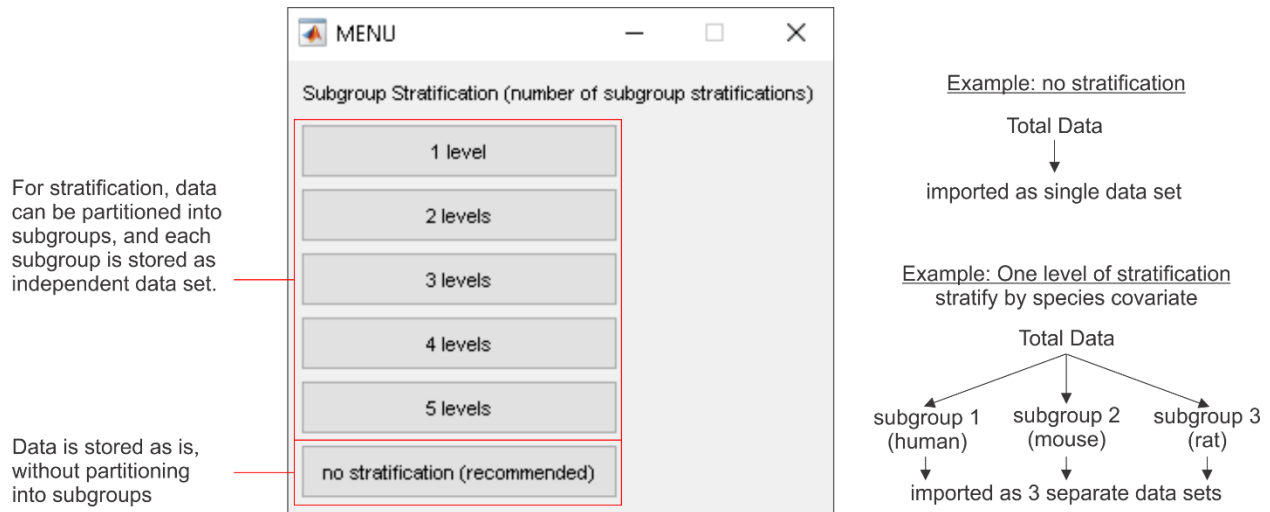 MENU
Subgroup Stratification (number of subgroup stratifications)
1 level
2 levels
3 levels
4 levels
5 levels
no stratification (recommended)
For stratification, data
can be partitioned into
subgroups, and each
subgroup is stored as
independent data set.
Data is stored as is,
without partitioning
into subgroups
Example: no stratification
Total Data
imported as single data set
Example: One level of stratification
stratify by species covariate
Total Data
subgroup 1
(human)
subgroup 2
(mouse)
subgroup 3
(rat)
imported as 3 separate data sets